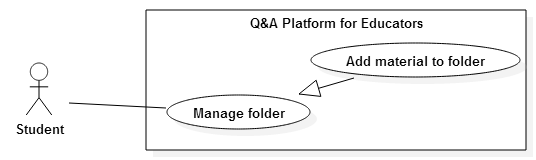 Q&A Platform for Educators
Add material to folder
Manage folder
Student